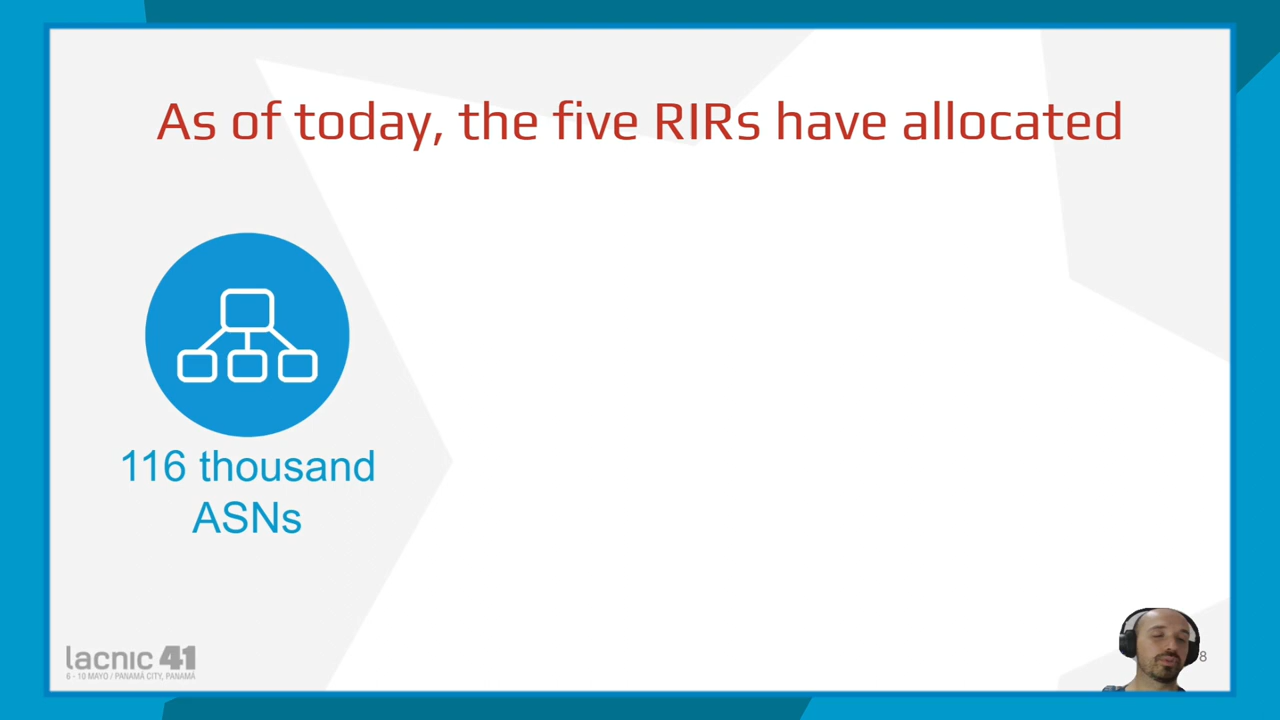 As of today, the five RIRs have allocated
116 thousand
ASNs
lacnic 41
6 - 10 MAYO / PANAMÁ CITY, PANAMÁ
8